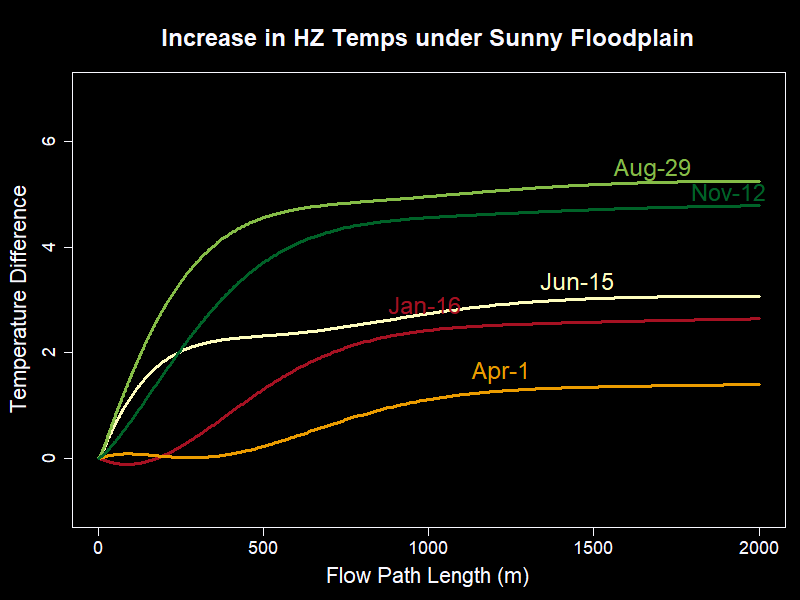 Increase in HZ Temps under Sunny Floodplain
Temperature Difference
6
4
2
0
Aug-29
Nov-12
Jun-15
Jan-16
Apr-1
0 500 1000 1500 2000
Flow Path Length (m)